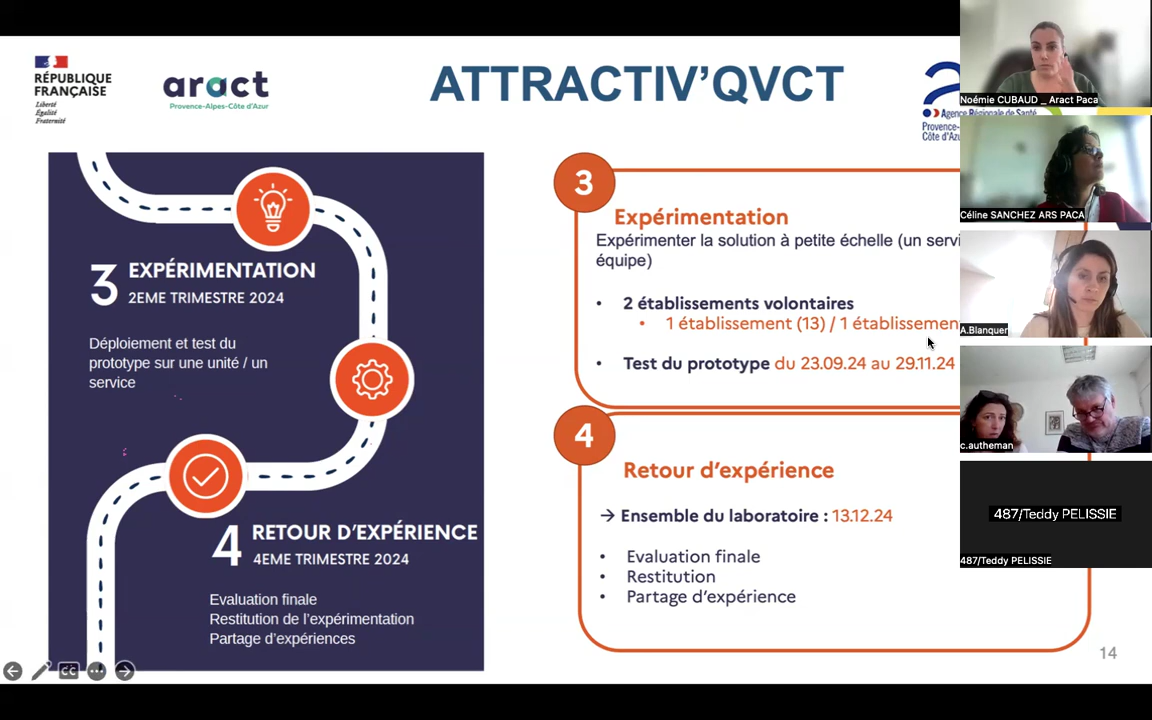 RÉPUBLIQUE
FRANÇAISE
Liberté
Égalité
Fraternité
aract
Provence-Alpes-Côte d'Azur
ATTRACTIV'QVCT
Agence Régionale de Santé
Provence-
Côte d'Az
3
EXPÉRIMENTATION
2EME TRIMESTRE 2024
Déploiement et test du
prototype sur une unité / un
service
4
RETOUR D'EXPÉRIENCE
4EME TRIMESTRE 2024
Evaluation finale
Restitution de l'expérimentation
Partage d'expériences
3
Expérimentation
Expérimenter la solution à petite échelle (un servi
équipe)
• 2 établissements volontaires
• 1 établissement (13) / 1 établissemen
• Test du prototype du 23.09.24 au 29.11.24
4
Retour d'expérience
→ Ensemble du laboratoire : 13.12.24
• Evaluation finale
• Restitution
• Partage d'expérience
14
CC
Noémie CUBAUD _ Aract Paca
Céline SANCHEZ ARS PACA
A.Blanquer
c.autheman
487/Teddy PELISSIE
487/Teddy PELISSIE